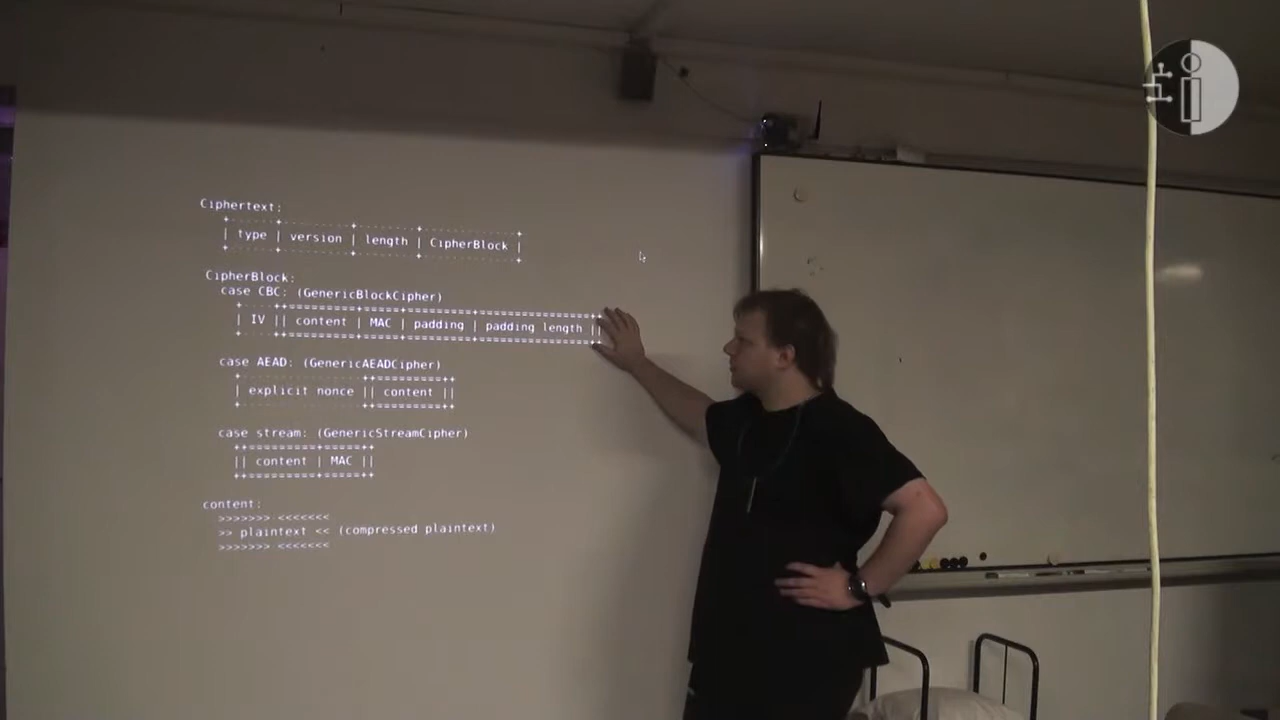 Ciphertext:
| type | version | length | CipherBlock |
CipherBlock:
case CBC: (GenericBlockCipher)
| IV || content | MAC | padding | padding length ||
case AEAD: (GenericAEADCipher)
| explicit nonce || content ||
case stream: (GenericStreamCipher)
|| content | MAC ||
content:
>>>>>>> <<<<<<<
>> plaintext << (compressed plaintext)
>>>>>>> <<<<<<<